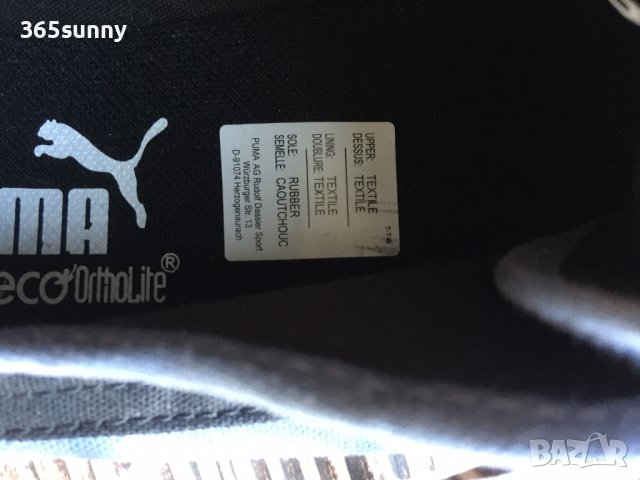 365sunny
UMA
eco OrthoLite®
UPPER: TEXTILE
DESSUS: TEXTILE
LINING: TEXTILE
DOUBLURE: TEXTILE
SOLE: RUBBER
SEMELLE: CAOUTCHOUC
PUMA AG Rudolf Dassler Sport
Würzburger Str. 13
D-91074 Herzogenaurach
BAZAR